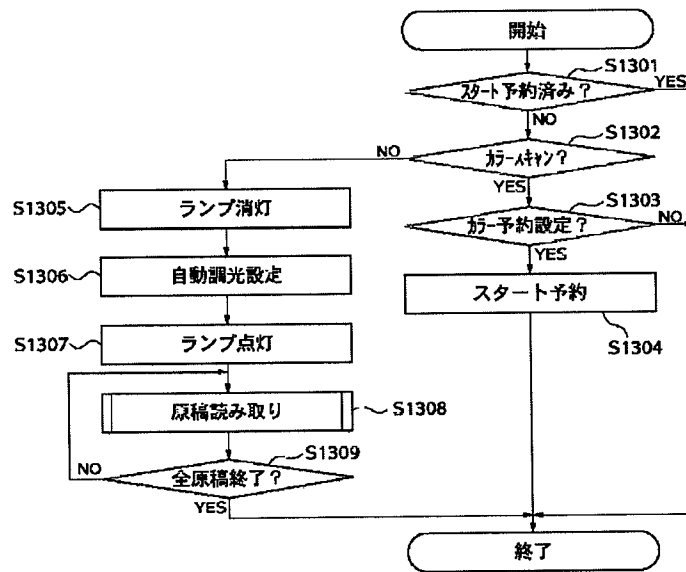 開始
S1301
スタート予約済み?
YES
NO
S1302
カラースキャン?
NO
YES
S1303
カラー予約設定?
NO
YES
スタート予約
S1304
S1305
ランプ消灯
S1306
自動調光設定
S1307
ランプ点灯
原稿読み取り
S1308
S1309
全原稿終了?
NO
YES
終了